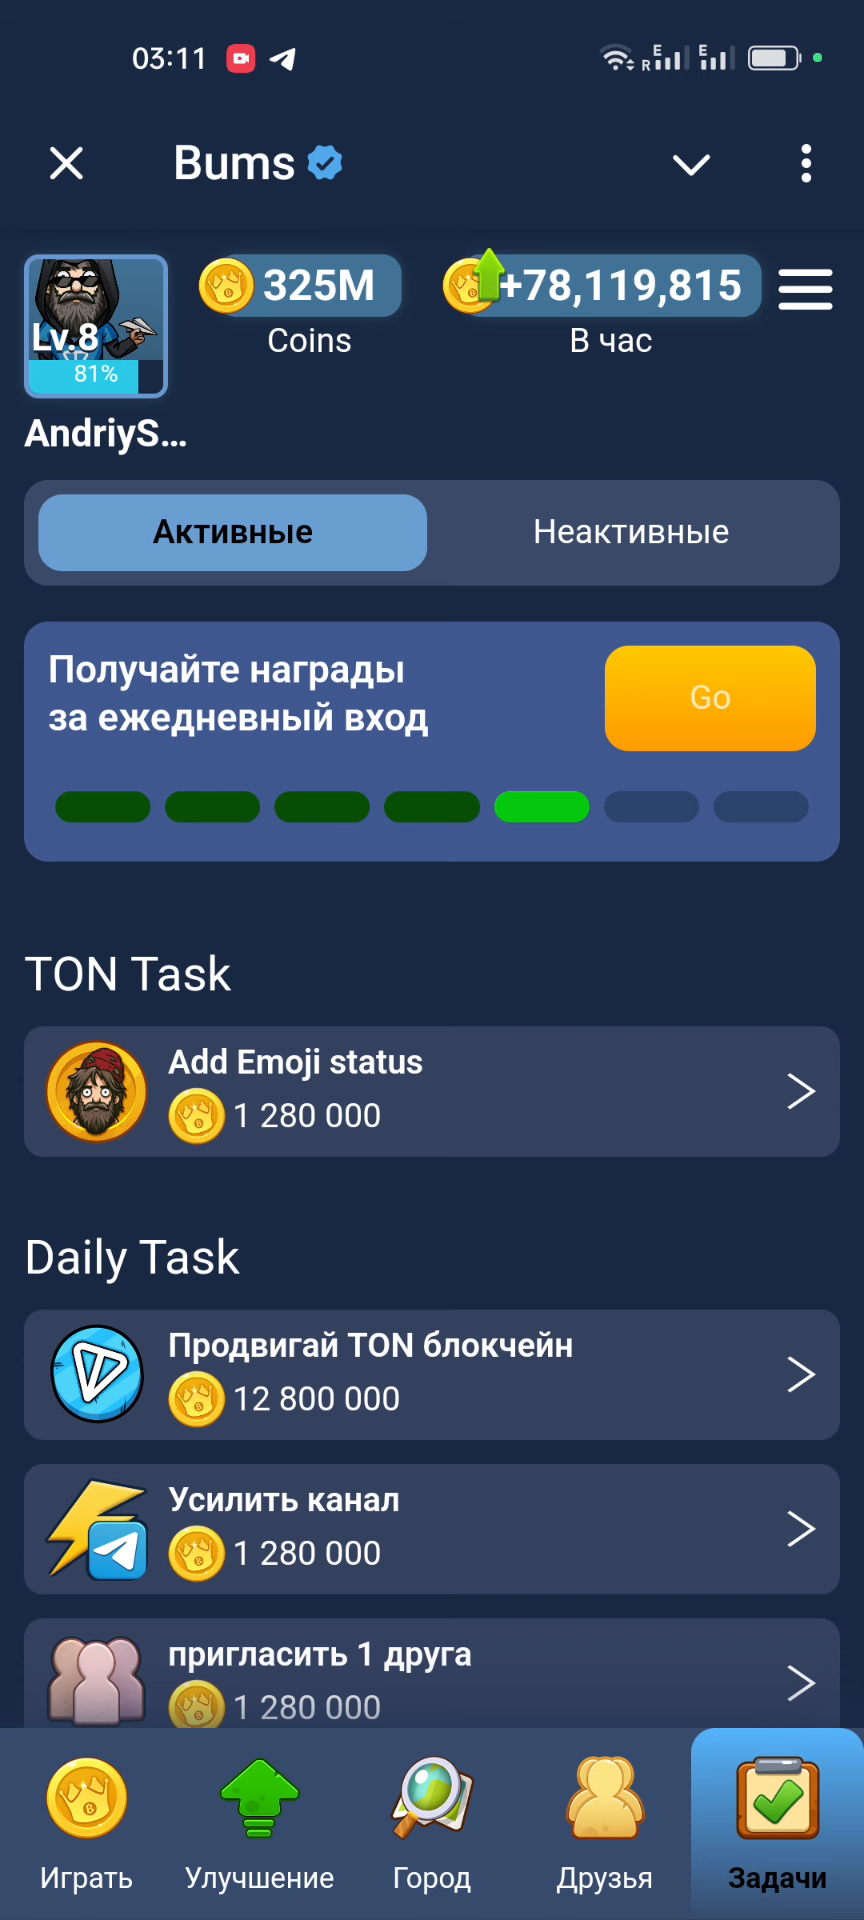 03:11
R E E
Bums
325M
+78,119,815
Lv.8
Coins
В час
81%
AndriyS...
Активные
Неактивные
Получайте награды
за ежедневный вход
Go
TON Task
Add Emoji status
1 280 000
Daily Task
Продвигай TON блокчейн
12 800 000
Усилить канал
1 280 000
пригласить 1 друга
1 280 000
Играть
Улучшение
Город
Друзья
Задачи